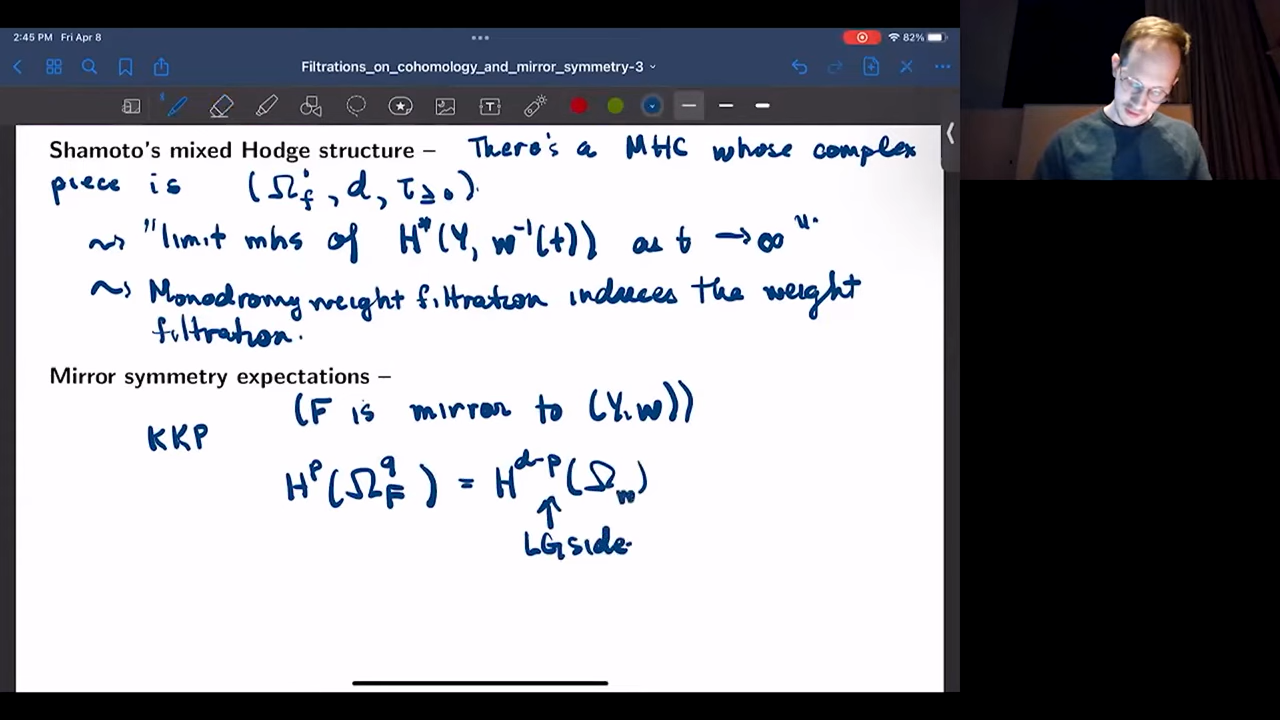 2:45 PM Fri Apr 8
82%
Filtrations_on_cohomology_and_mirror_symmetry-3
Shamoto's mixed Hodge structure – There's a MHC whose complex
piece is (Ω_f^•, d, τ≥0).
⇝ "limit mhs of H*(Y, w⁻¹(t)) as t → ∞".
⇝ Monodromy weight filtration induces the weight
filtration.
Mirror symmetry expectations –
(F is mirror to (Y, w))
KKP
H^p(Ω_F^q) = H^{d-p}(Ω_w)
↑
LG side.